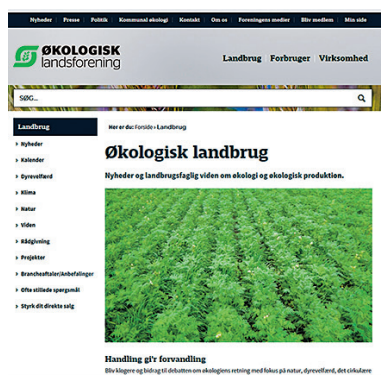 Nyheder Presse Politik Kommunal økologi Kontakt Om os Foreningens medier Bliv medlem Min side
ØKOLOGISK
landsforening
Landbrug Forbruger Virksomhed
SØG...
Landbrug
Nyheder
Kalender
Dyrevelfærd
Klima
Natur
Viden
Rådgivning
Projekter
Brancheaftaler/Anbefalinger
Ofte stillede spørgsmål
Styrk dit direkte salg
Her er du: Forside › Landbrug
Økologisk landbrug
Nyheder og landbrugsfaglig viden om økologi og økologisk produktion.
Handling gi'r forvandling
Bliv klogere og bidrag til debatten om økologiens retning med fokus på natur, dyrevelfærd, det cirkulære